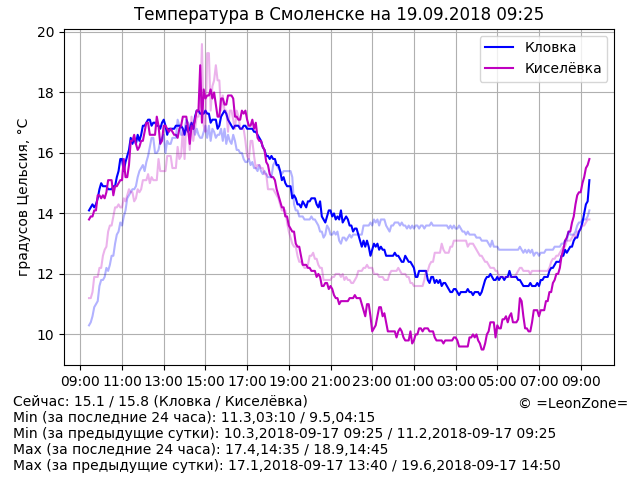 Температура в Смоленске на 19.09.2018 09:25
градусов Цельсия, °C
20
18
16
14
12
10
Кловка
Киселёвка
09:00 11:00 13:00 15:00 17:00 19:00 21:00 23:00 01:00 03:00 05:00 07:00 09:00
Сейчас: 15.1 / 15.8 (Кловка / Киселёвка)
© =LeonZone=
Min (за последние 24 часа): 11.3,03:10 / 9.5,04:15
Min (за предыдущие сутки): 10.3,2018-09-17 09:25 / 11.2,2018-09-17 09:25
Max (за последние 24 часа): 17.4,14:35 / 18.9,14:45
Max (за предыдущие сутки): 17.1,2018-09-17 13:40 / 19.6,2018-09-17 14:50